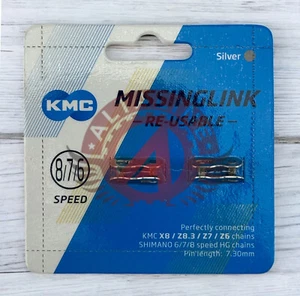 Silver
KMC
MISSINGLINK
RE-USABLE
8/7/6
SPEED
Perfectly connecting
KMC X8 / Z8.3 / Z7 / Z6 chains
SHIMANO 6/7/8 speed HG chains
Pin length: 7.30mm